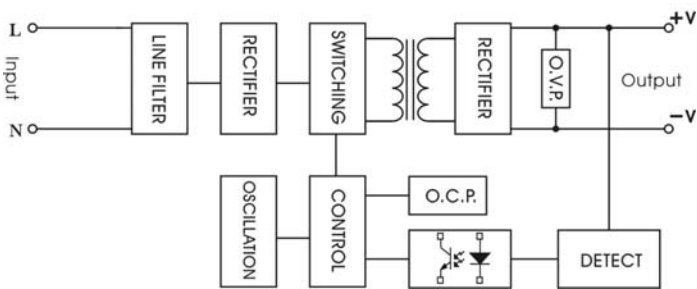 L
N
Input
LINE FILTER
RECTIFIER
SWITCHING
RECTIFIER
O.V.P.
+V
Output
−V
OSCILLATION
CONTROL
O.C.P.
DETECT